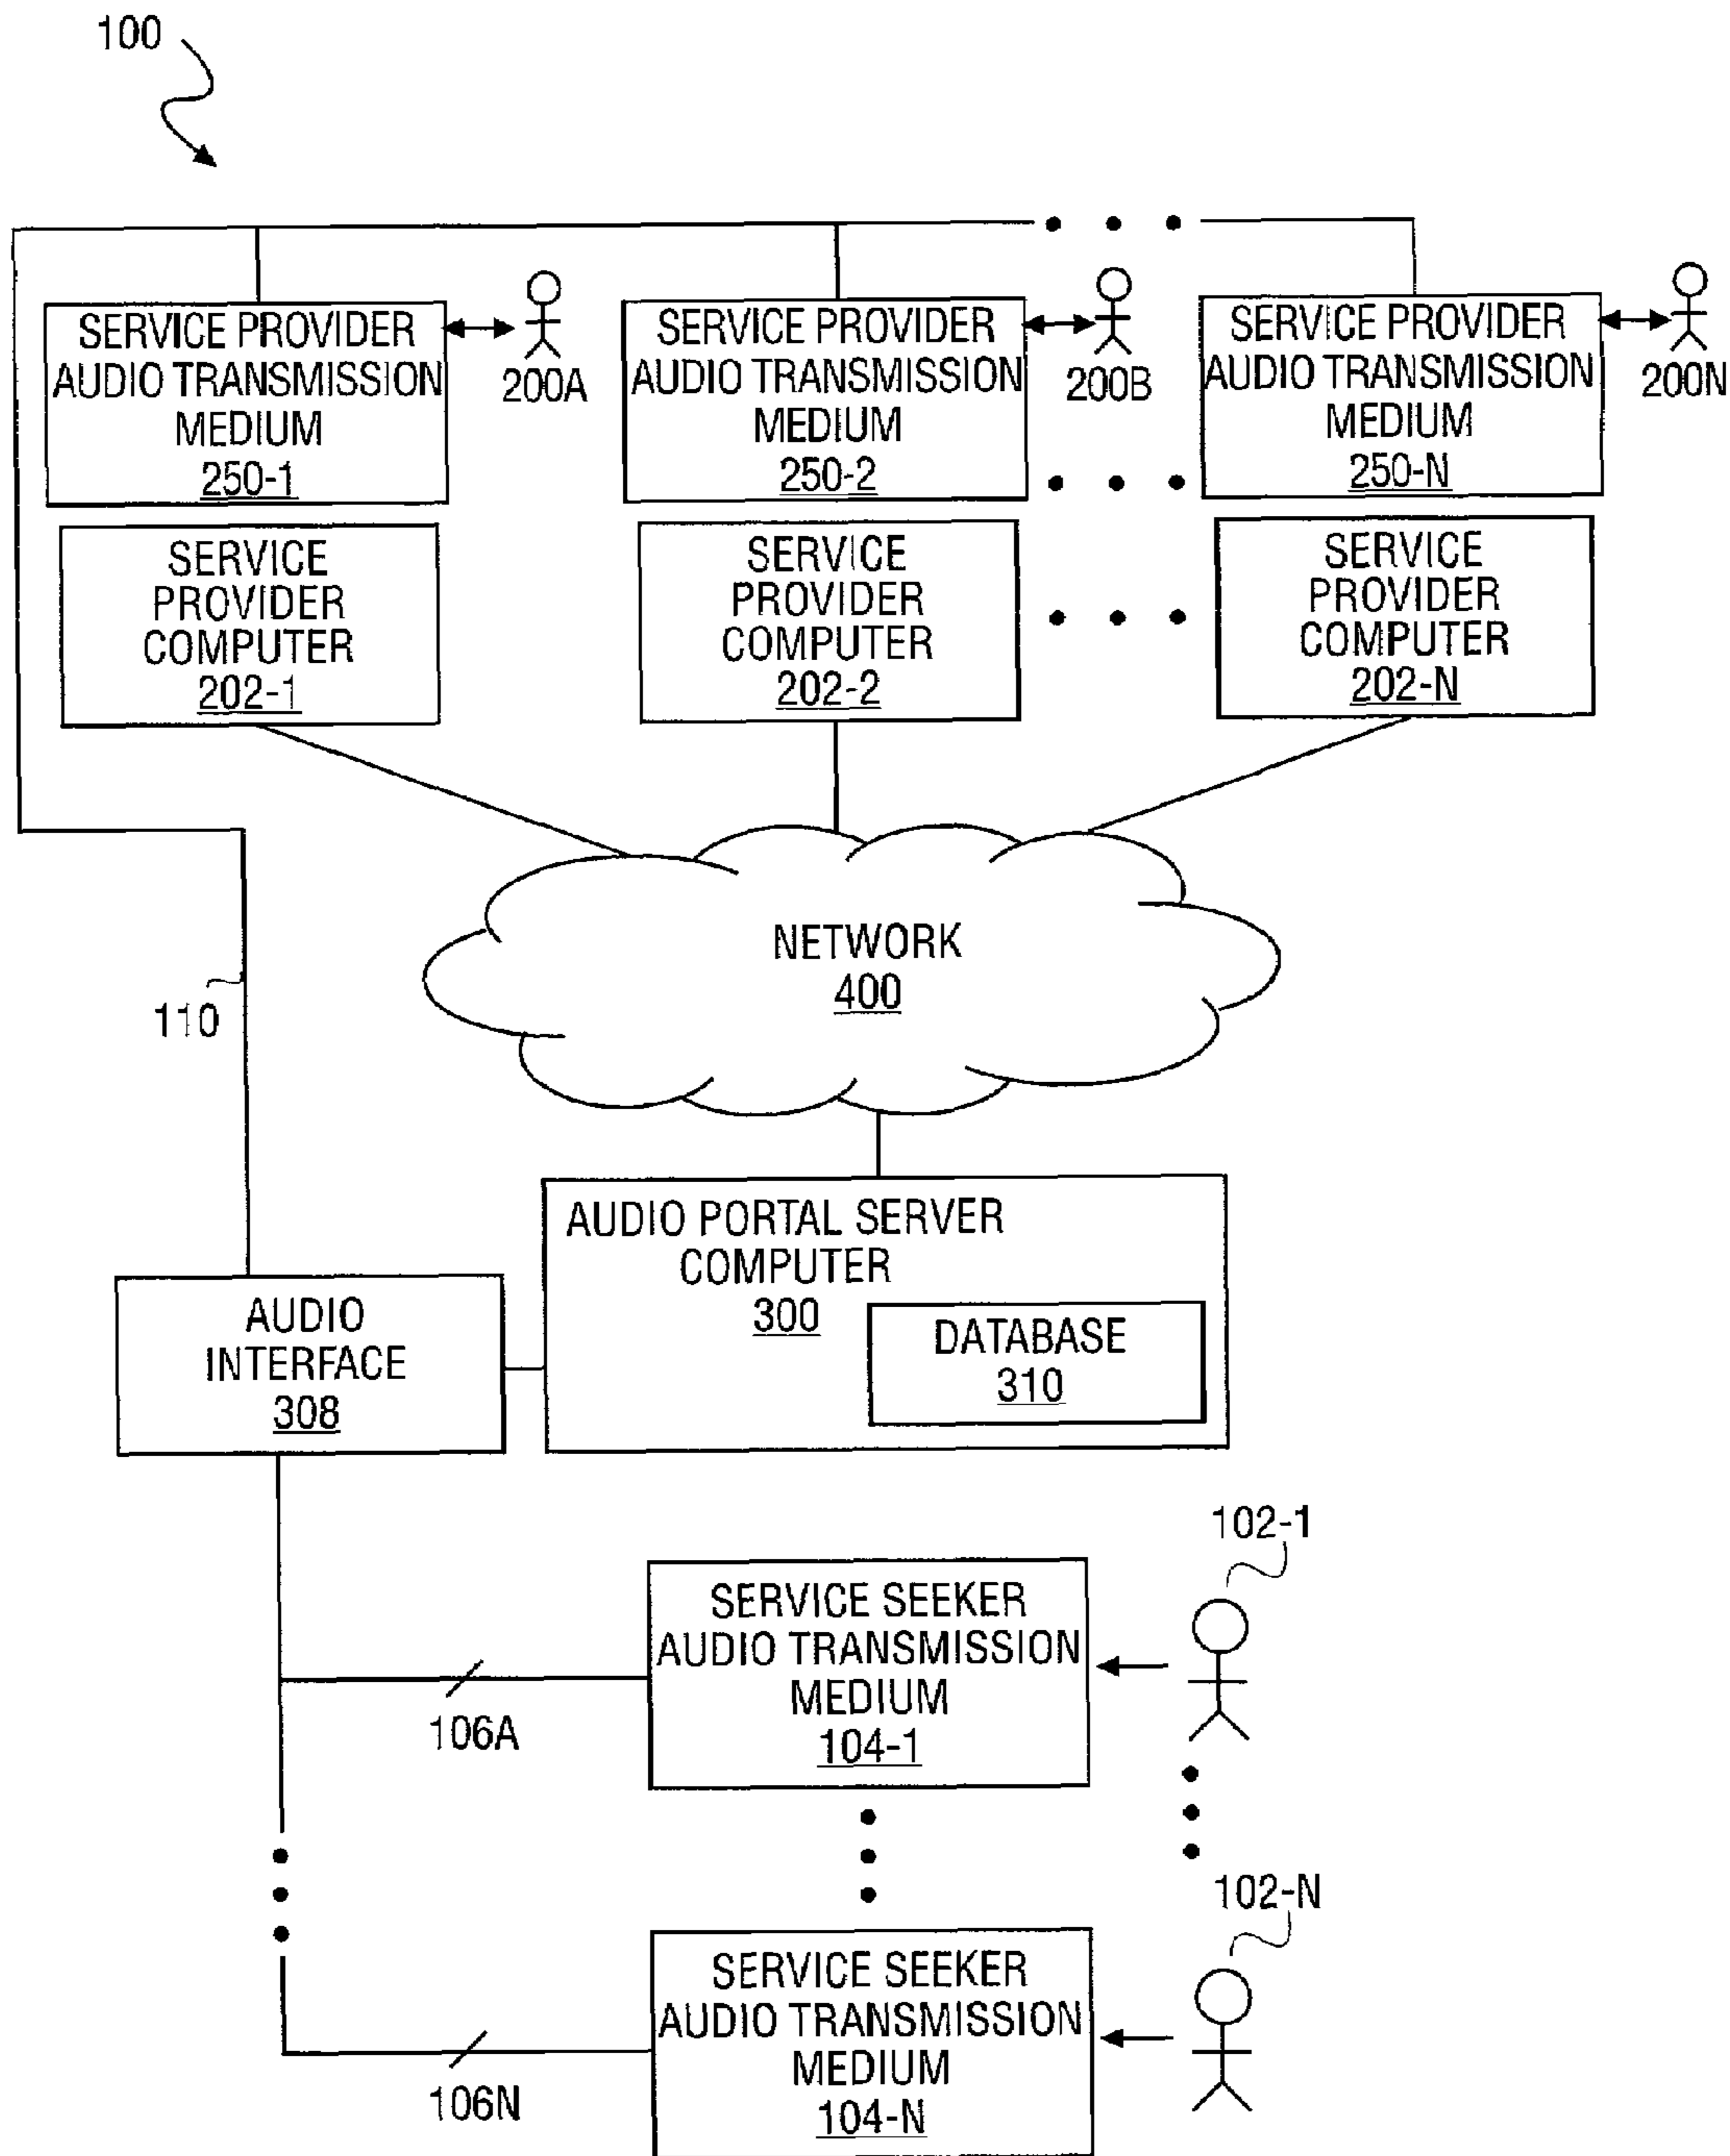 100
SERVICE PROVIDER
AUDIO TRANSMISSION
MEDIUM
250-1
200A
SERVICE PROVIDER
AUDIO TRANSMISSION
MEDIUM
250-2
200B
SERVICE PROVIDER
AUDIO TRANSMISSION
MEDIUM
250-N
200N
SERVICE
PROVIDER
COMPUTER
202-1
SERVICE
PROVIDER
COMPUTER
202-2
SERVICE
PROVIDER
COMPUTER
202-N
NETWORK
400
110
AUDIO PORTAL SERVER
COMPUTER
300
DATABASE
310
AUDIO
INTERFACE
308
102-1
SERVICE SEEKER
AUDIO TRANSMISSION
MEDIUM
104-1
106A
102-N
SERVICE SEEKER
AUDIO TRANSMISSION
MEDIUM
104-N
106N